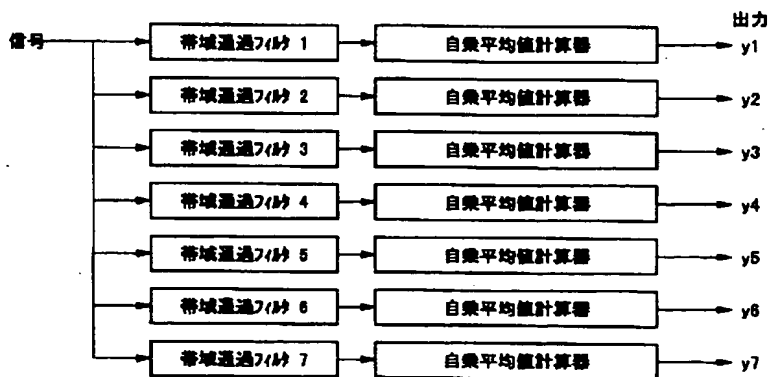 出力
信号 帯域通過フィルタ 1 自乗平均値計算器 y1
帯域通過フィルタ 2 自乗平均値計算器 y2
帯域通過フィルタ 3 自乗平均値計算器 y3
帯域通過フィルタ 4 自乗平均値計算器 y4
帯域通過フィルタ 5 自乗平均値計算器 y5
帯域通過フィルタ 6 自乗平均値計算器 y6
帯域通過フィルタ 7 自乗平均値計算器 y7